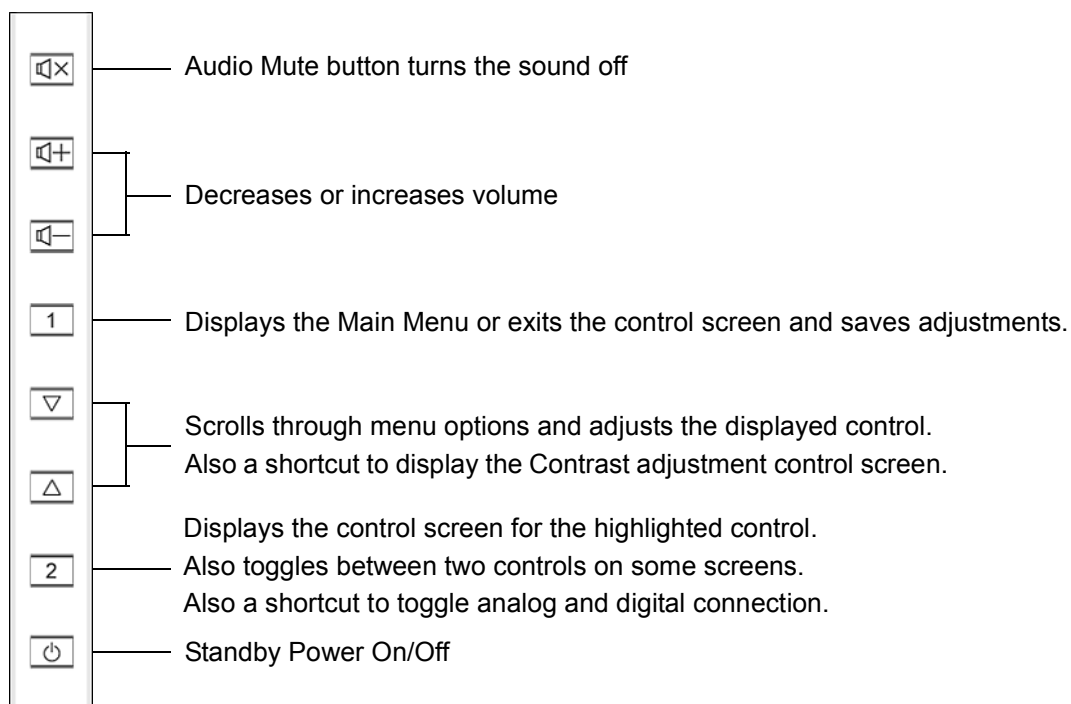 Audio Mute button turns the sound off
Decreases or increases volume
1
Displays the Main Menu or exits the control screen and saves adjustments.
Scrolls through menu options and adjusts the displayed control.
Also a shortcut to display the Contrast adjustment control screen.
Displays the control screen for the highlighted control.
2
Also toggles between two controls on some screens.
Also a shortcut to toggle analog and digital connection.
Standby Power On/Off